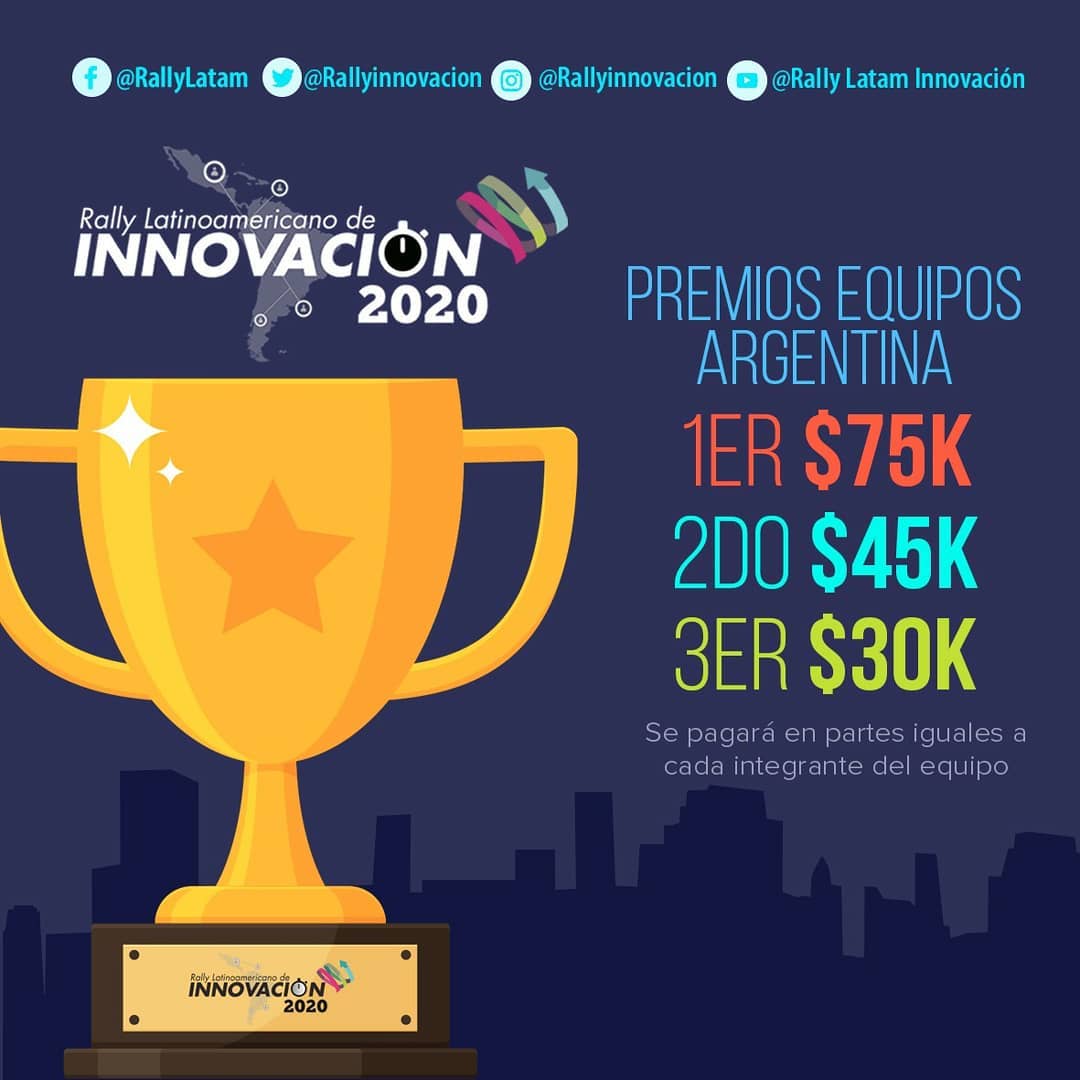 @RallyLatam @Rallyinnovacion @Rallyinnovacion @Rally Latam Innovación
Rally Latinoamericano de
INNOVACIÓN
2020
PREMIOS EQUIPOS
ARGENTINA
1ER $75K
2DO $45K
3ER $30K
Se pagará en partes iguales a
cada integrante del equipo
Rally Latinoamericano de
INNOVACIÓN
2020